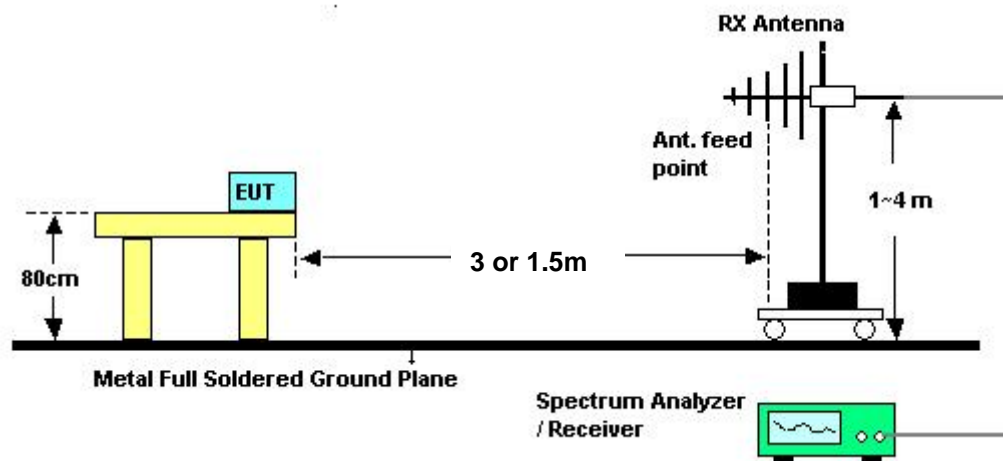 RX Antenna
Ant. feed
point
EUT
1~4 m
3 or 1.5m
80cm
Metal Full Soldered Ground Plane
Spectrum Analyzer
/ Receiver